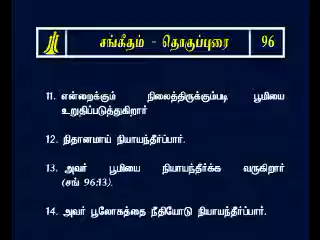 சங்கீதம் - தொகுப்புரை 96
11. என்றைக்கும் நிலைத்திருக்கும்படி பூமியை
உறுதிப்படுத்துகிறார்
12. நிதானமாய் நியாயந்தீர்ப்பார்.
13. அவர் பூமியை நியாயந்தீர்க்க வருகிறார்
(சங் 96:13).
14. அவர் பூலோகத்தை நீதியோடு நியாயந்தீர்ப்பார்.